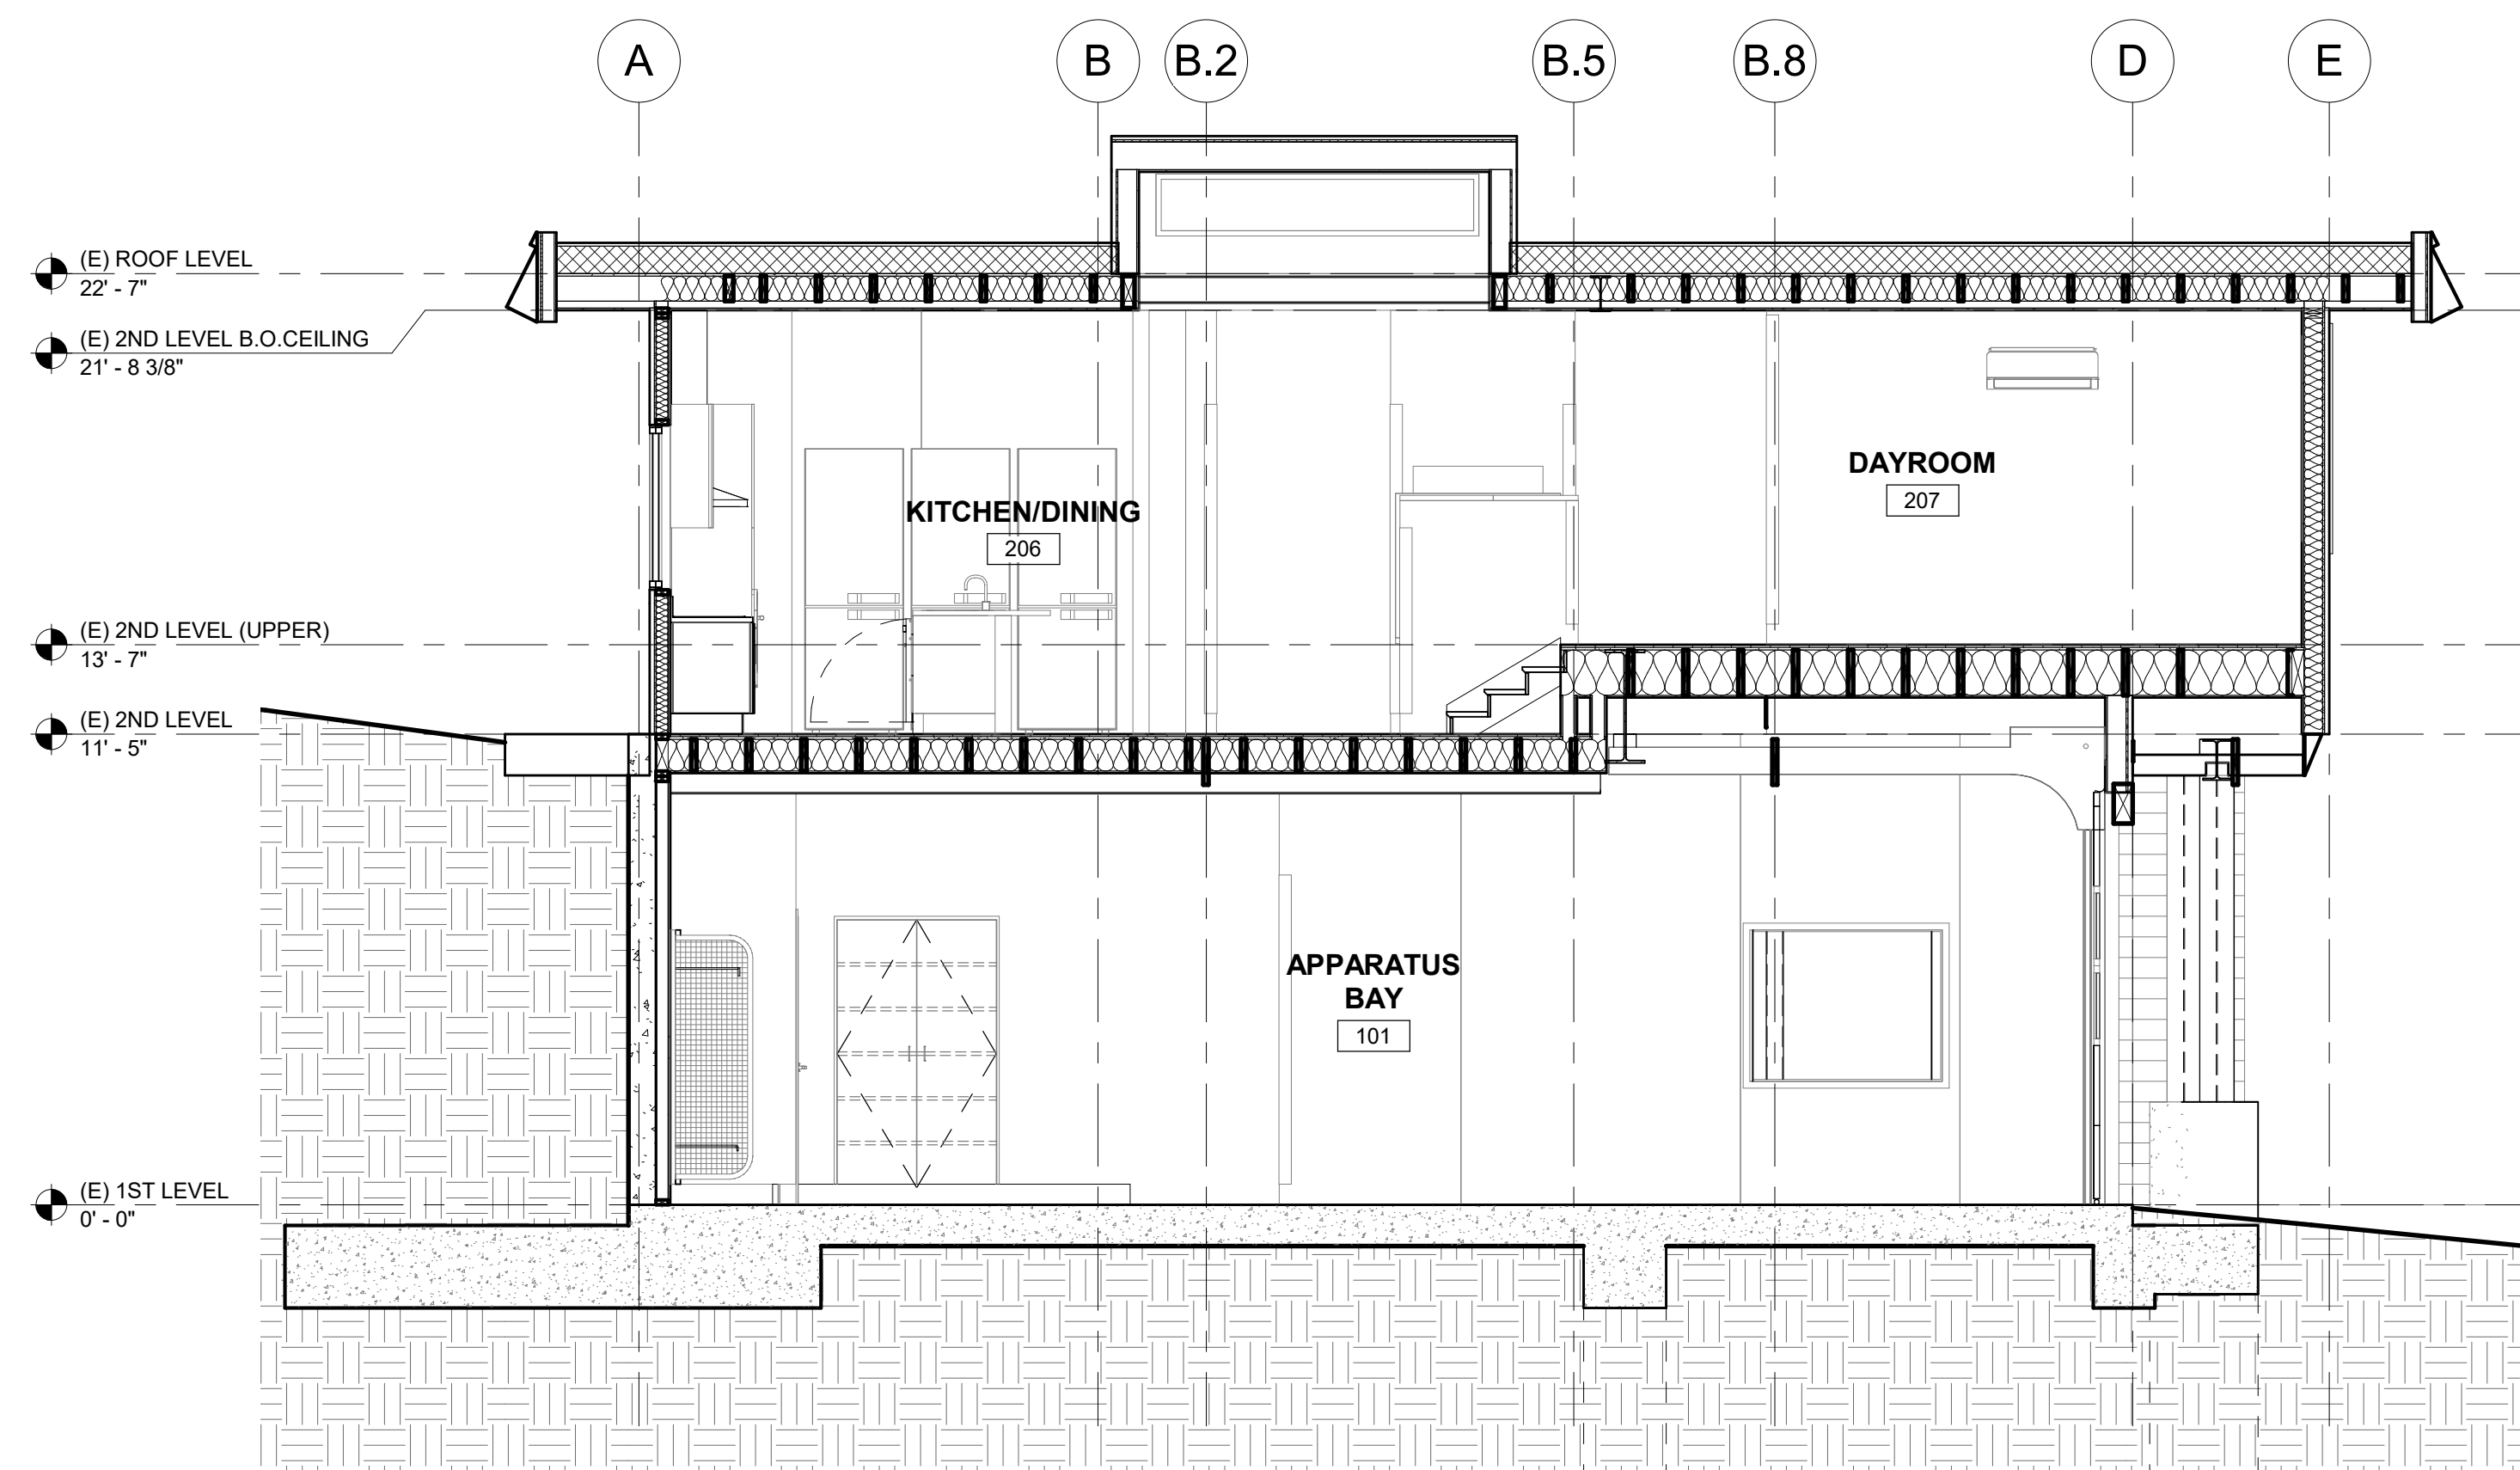 A
B
B.2
B.5
B.8
D
E
(E) ROOF LEVEL
22' - 7"
(E) 2ND LEVEL B.O.CEILING
21' - 8 3/8"
DAYROOM
207
KITCHEN/DINING
206
(E) 2ND LEVEL (UPPER)
13' - 7"
(E) 2ND LEVEL
11' - 5"
APPARATUS
BAY
101
(E) 1ST LEVEL
0' - 0"